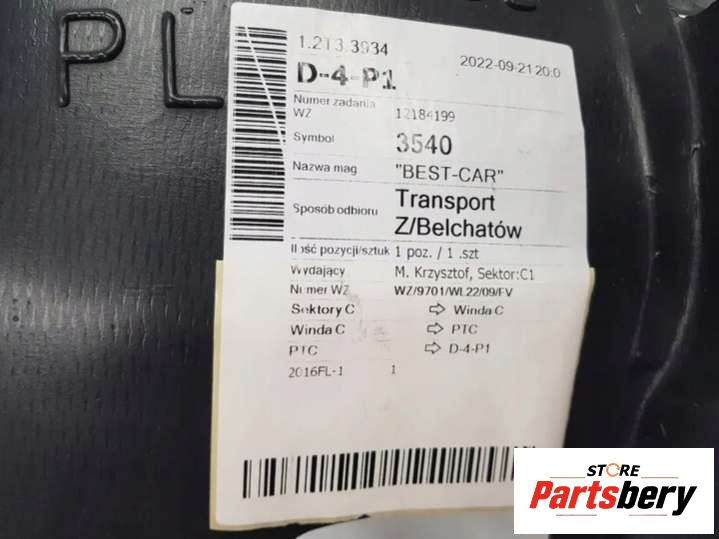 PL
1.2T3.3934
2022-09-21 20:0
D-4-P1
Numer zadania
WZ 12184199
Symbol 3540
Nazwa mag "BEST-CAR"
Sposób odbioru Transport
Z/Belchatów
Ilość pozycji/sztuk 1 poz. / 1 .szt
Wydający M. Krzysztof, Sektor:C1
Numer WZ WZ/9701/WL22/09/FV
Sektory C ⇨ Winda C
Winda C ⇨ PTC
PTC ⇨ D-4-P1
2016FL-1 1
STORE
Partsbery